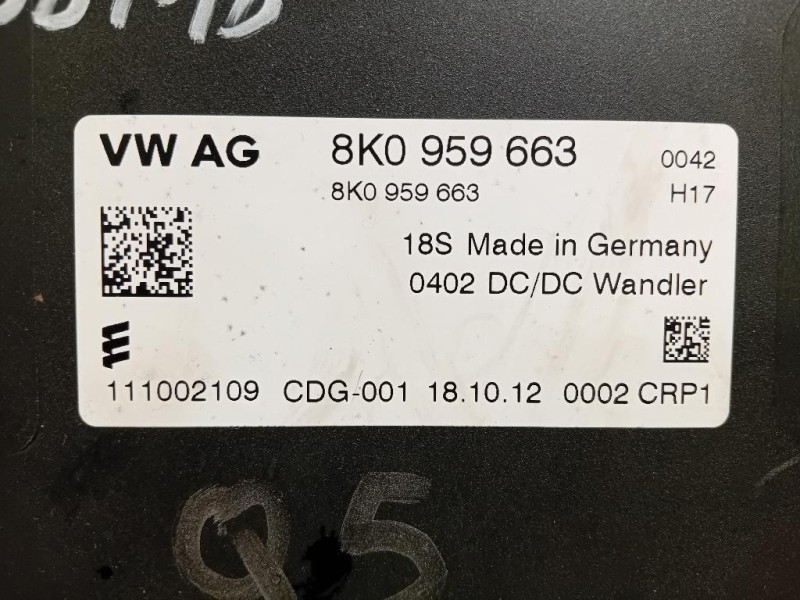 VW AG 8K0 959 663 0042
8K0 959 663 H17
18S Made in Germany
0402 DC/DC Wandler
111002109 CDG-001 18.10.12 0002 CRP1
Q5